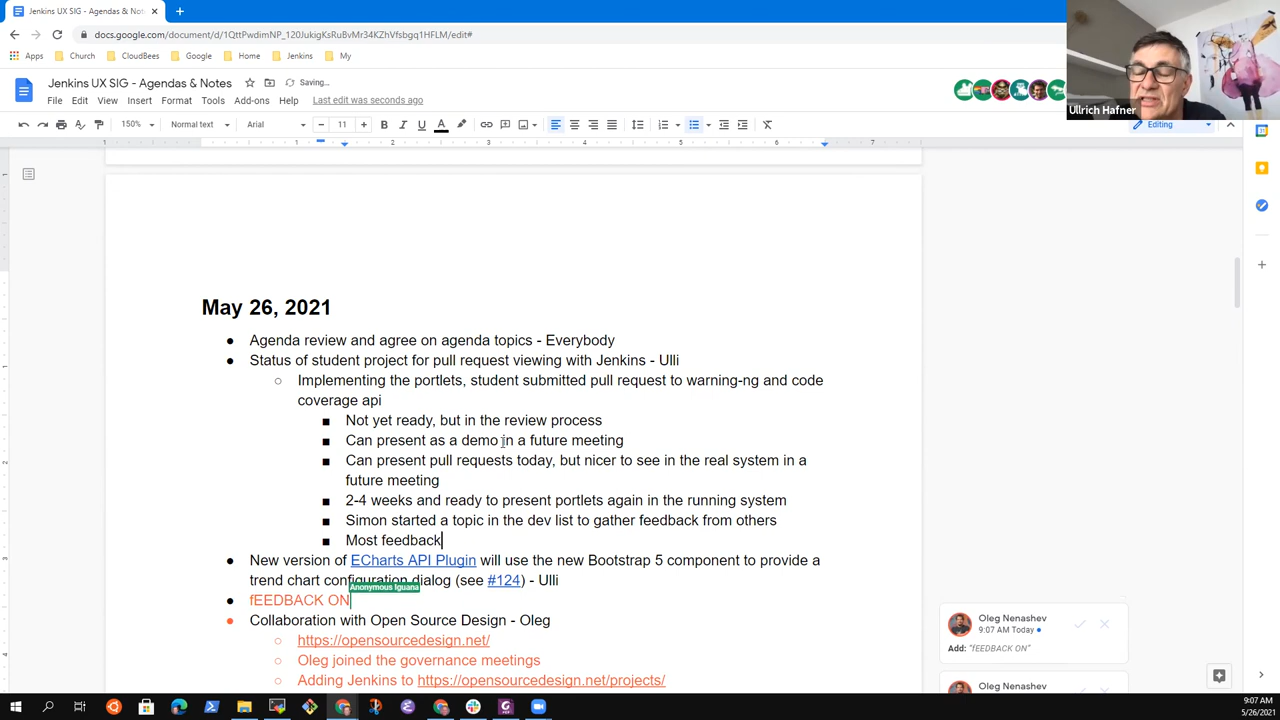 Jenkins UX SIG - Agendas & Not
docs.google.com/document/d/1QttPwdimNP_120JukigKsRuBvMr34KZhVfsbgq1HFLM/edit#
Apps Church CloudBees Google Home Jenkins My
Jenkins UX SIG - Agendas & Notes Saving...
File Edit View Insert Format Tools Add-ons Help Last edit was seconds ago
Ullrich Hafner
150% Normal text Arial 11 B I U A Editing
1 1 2 3 4 5 6 7
May 26, 2021
● Agenda review and agree on agenda topics - Everybody
● Status of student project for pull request viewing with Jenkins - Ulli
○ Implementing the portlets, student submitted pull request to warning-ng and code
coverage api
■ Not yet ready, but in the review process
■ Can present as a demo in a future meeting
■ Can present pull requests today, but nicer to see in the real system in a
future meeting
■ 2-4 weeks and ready to present portlets again in the running system
■ Simon started a topic in the dev list to gather feedback from others
■ Most feedback
● New version of ECharts API Plugin will use the new Bootstrap 5 component to provide a
trend chart configuration dialog (see #124) - Ulli
Anonymous Iguana
● fEEDBACK ON
● Collaboration with Open Source Design - Oleg
○ https://opensourcedesign.net/
○ Oleg joined the governance meetings
○ Adding Jenkins to https://opensourcedesign.net/projects/
Oleg Nenashev
9:07 AM Today
Add: "fEEDBACK ON"
Oleg Nenashev
9:07 AM
5/26/2021